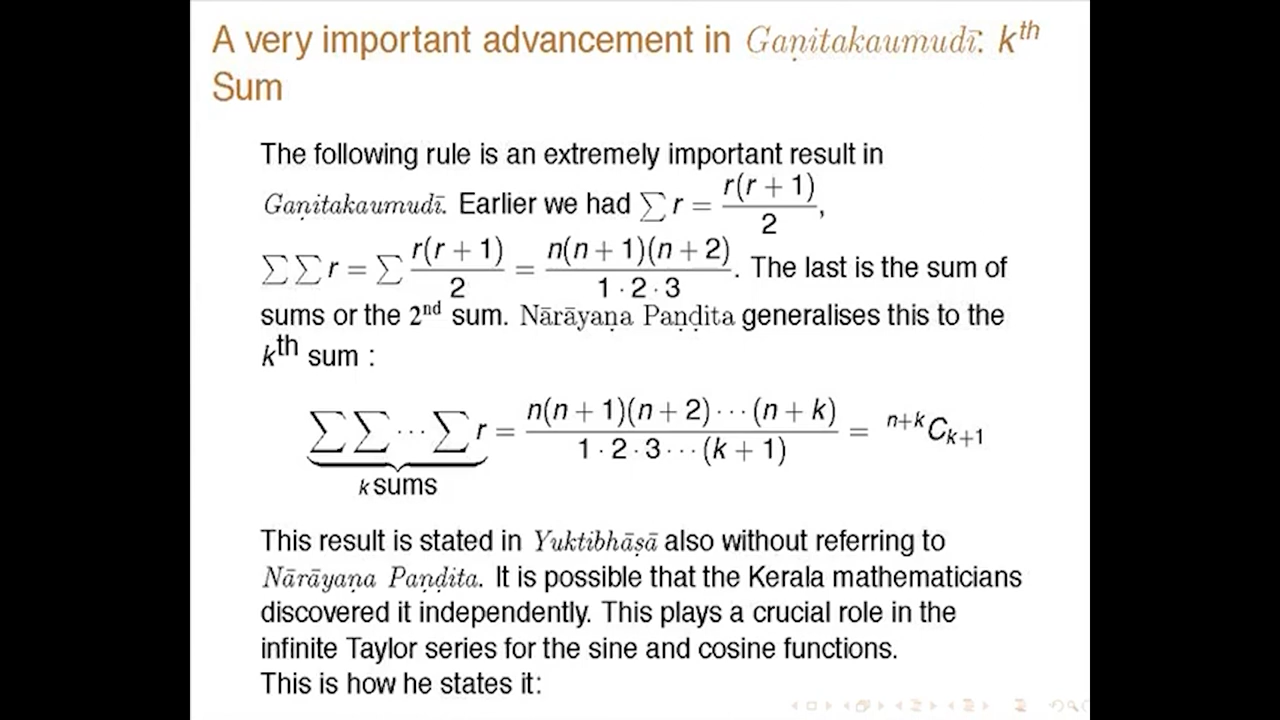 A very important advancement in Gaṇitakaumudī: kᵗʰ
Sum
The following rule is an extremely important result in
Gaṇitakaumudī. Earlier we had ∑ r = r(r + 1)/2,
∑∑ r = ∑ r(r + 1)/2 = n(n + 1)(n + 2)/1 · 2 · 3. The last is the sum of
sums or the 2ⁿᵈ sum. Nārāyaṇa Paṇḍita generalises this to the
kᵗʰ sum :
∑∑ ··· ∑ r = n(n + 1)(n + 2) ··· (n + k)/1 · 2 · 3 ··· (k + 1) = ⁿ⁺ᵏCₖ₊₁
k sums
This result is stated in Yuktibhāṣā also without referring to
Nārāyaṇa Paṇḍita. It is possible that the Kerala mathematicians
discovered it independently. This plays a crucial role in the
infinite Taylor series for the sine and cosine functions.
This is how he states it: